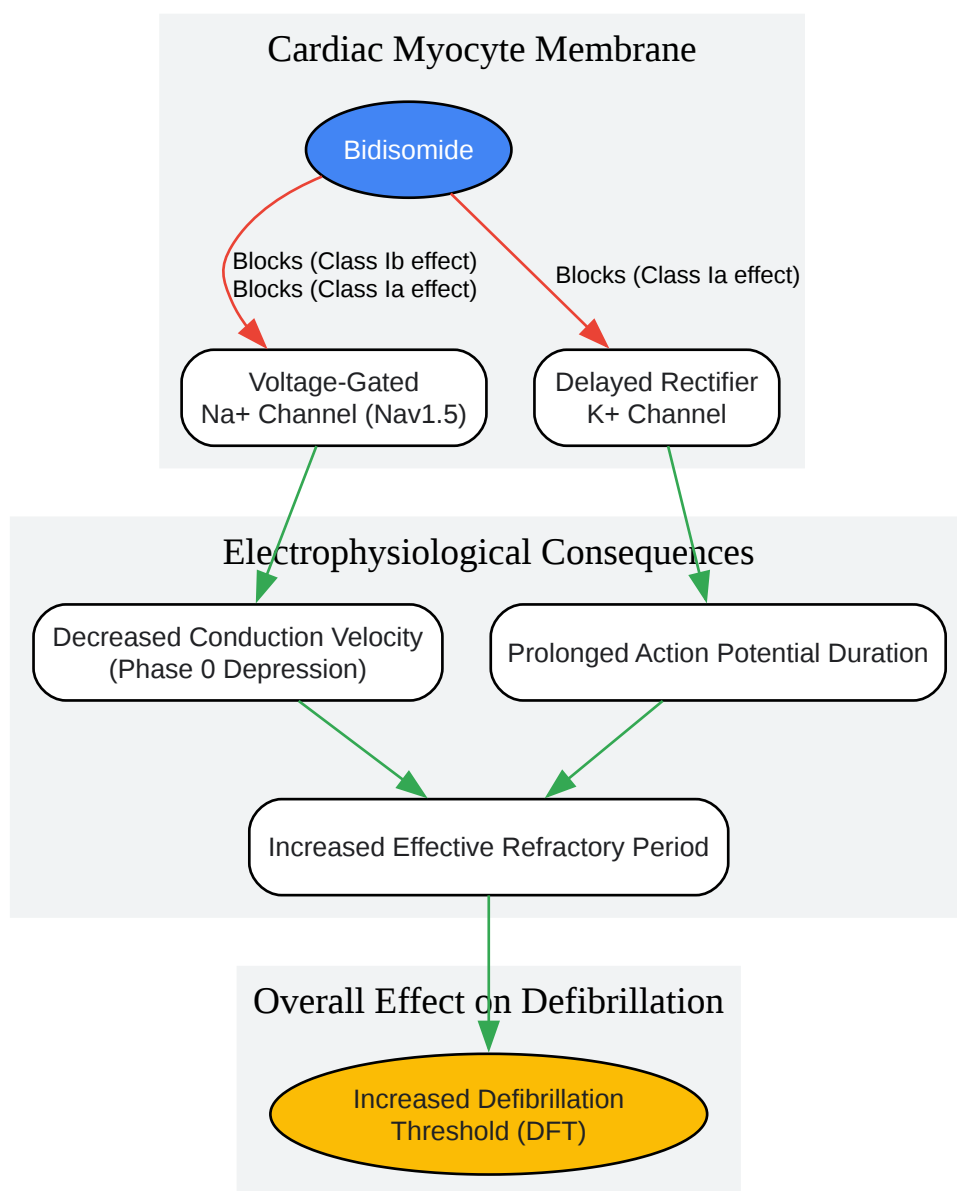 Cardiac Myocyte Membrane
Bidisomide
Blocks (Class Ib effect)
Blocks (Class Ia effect)
Blocks (Class Ia effect)
Voltage-Gated
Na+ Channel (Nav1.5)
Delayed Rectifier
K+ Channel
Electrophysiological Consequences
Decreased Conduction Velocity
(Phase 0 Depression)
Prolonged Action Potential Duration
Increased Effective Refractory Period
Overall Effect on Defibrillation
Increased Defibrillation
Threshold (DFT)